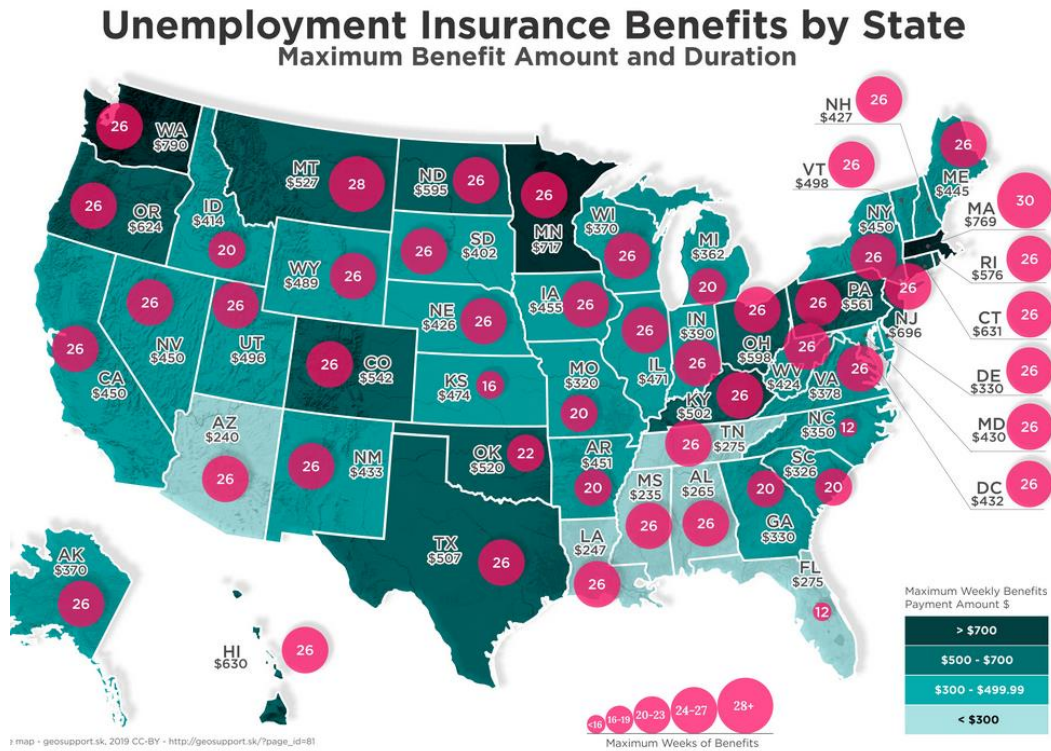 Unemployment Insurance Benefits by State
Maximum Benefit Amount and Duration
26
WA
$790
26
OR
$624
ID
$414
20
MT
$527
28
ND
$595
26
26
MN
$717
26
SD
$402
WY
$489
26
WI
$370
26
MI
$362
20
NH
$427
26
VT
$498
26
26
ME
$445
NY
$450
26
MA
$769
30
RI
$576
26
CT
$631
26
DE
$330
26
MD
$430
26
DC
$432
26
26
NJ
$696
26
PA
$561
26
OH
$598
IN
$390
26
26
IL
$471
IA
$455
26
NE
$426
26
26
NV
$450
26
UT
$496
26
CA
$450
26
CO
$542
KS
$474
16
MO
$320
20
KY
$502
26
26
WV
$424
VA
$378
26
NC
$350
12
26
TN
$275
SC
$326
20
20
GA
$330
AL
$265
26
MS
$235
26
AR
$451
20
OK
$520
22
26
NM
$433
AZ
$240
26
TX
$507
26
LA
$247
26
FL
$275
12
AK
$370
26
HI
$630
26
Maximum Weekly Benefits
Payment Amount $
> $700
$500 - $700
$300 - $499.99
< $300
<16
16-19
20-23
24-27
28+
Maximum Weeks of Benefits
e map - geosupport.sk, 2019 CC-BY - http://geosupport.sk/?page_id=81